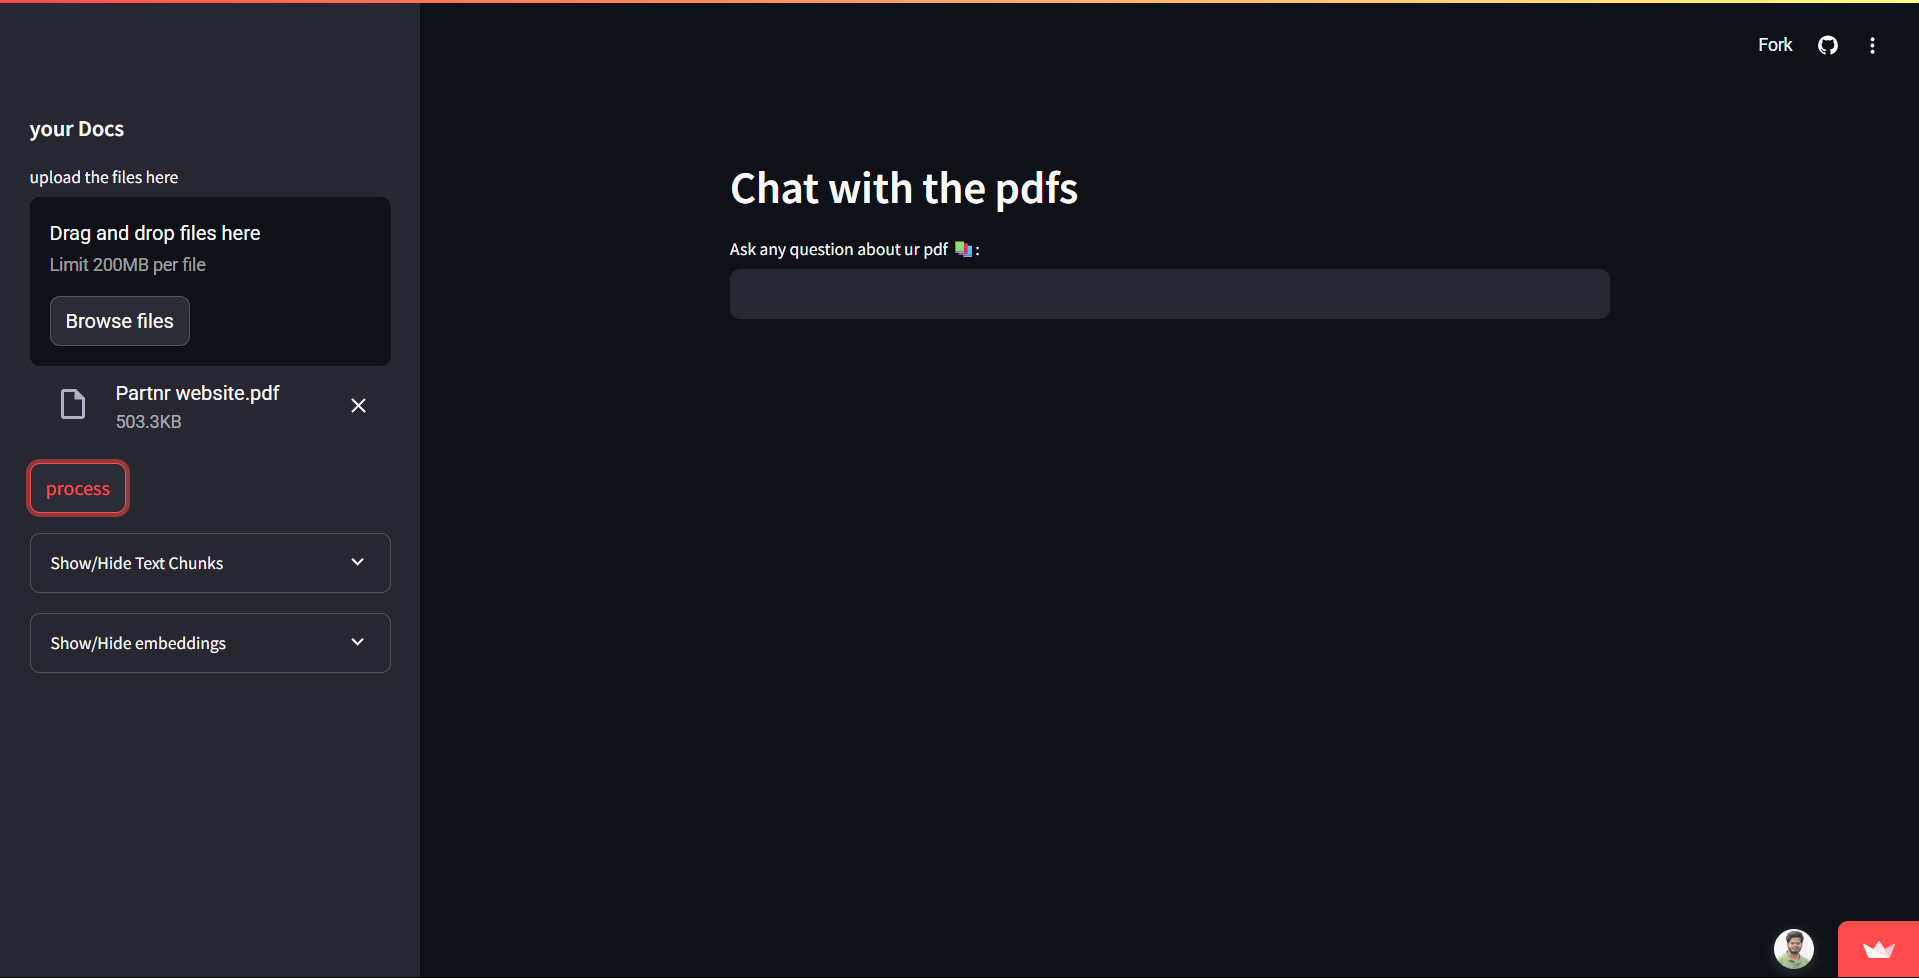 Fork
your Docs
upload the files here
Drag and drop files here
Limit 200MB per file
Browse files
Partnr website.pdf
503.3KB
process
Show/Hide Text Chunks
Show/Hide embeddings
Chat with the pdfs
Ask any question about ur pdf 📚: